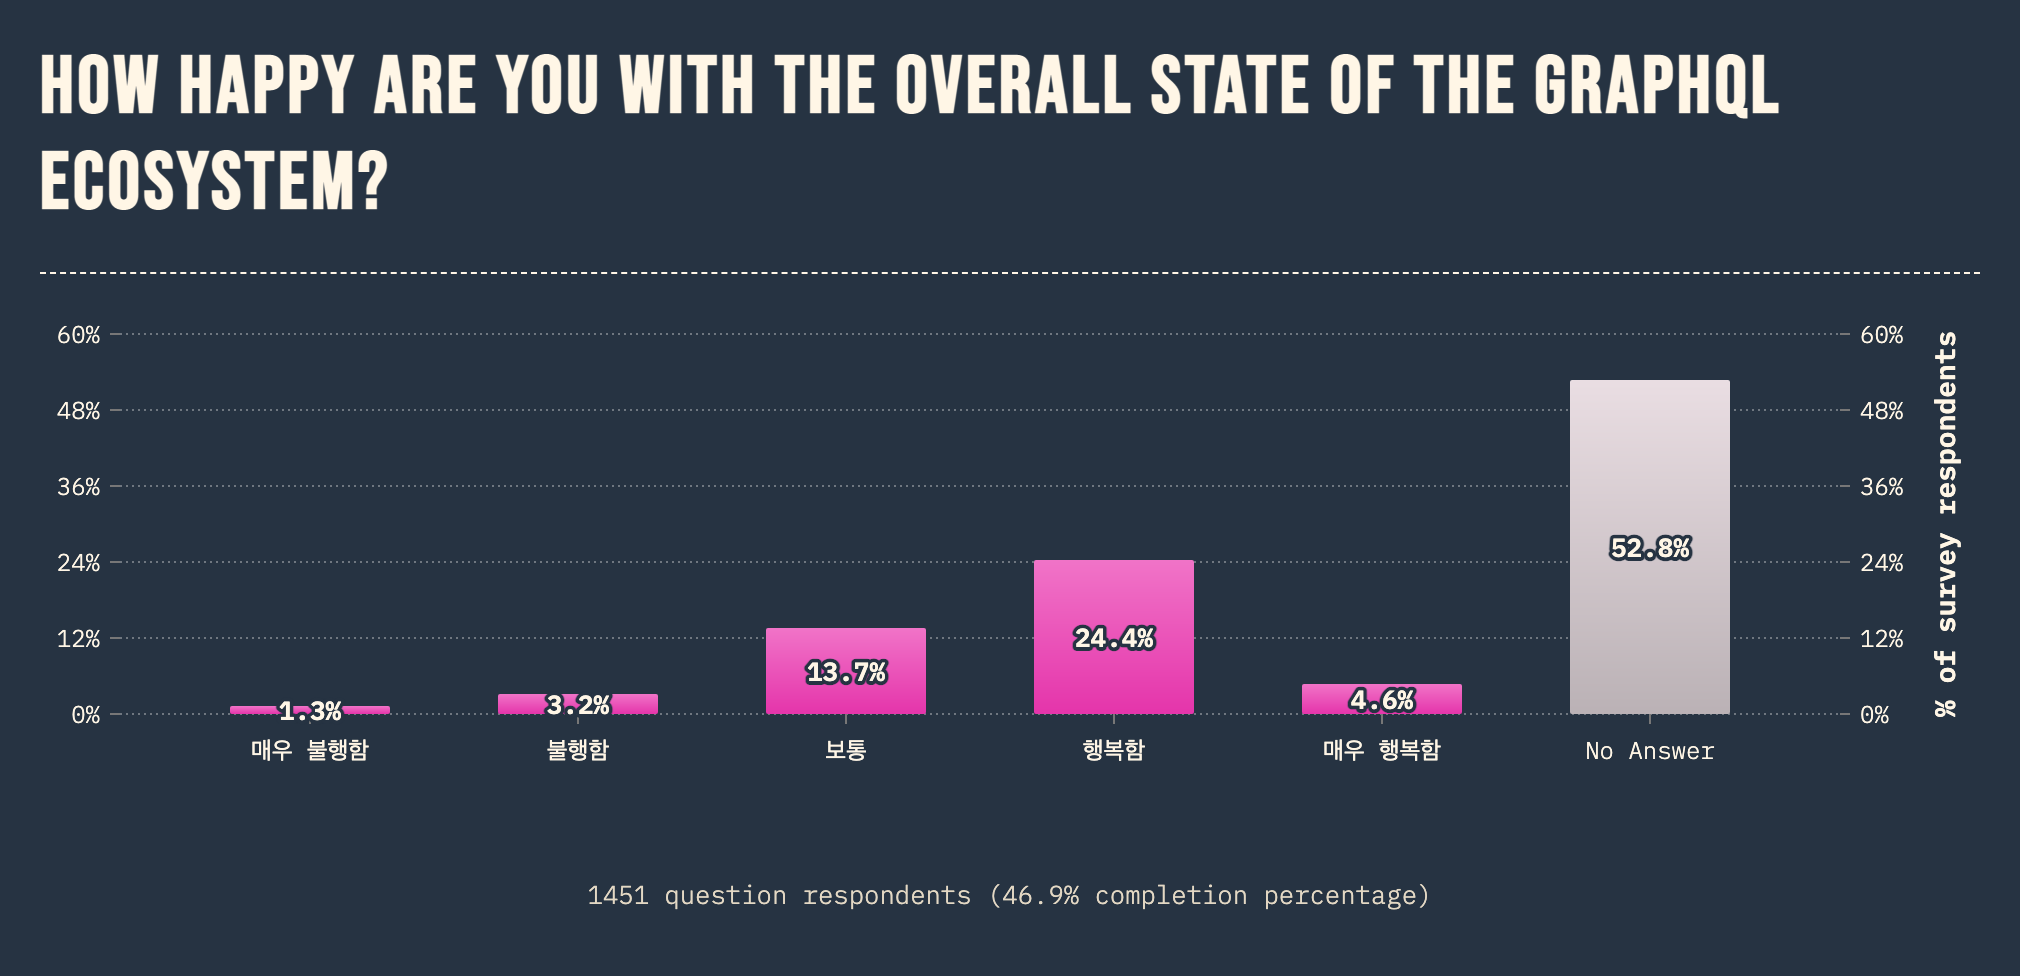 HOW HAPPY ARE YOU WITH THE OVERALL STATE OF THE GRAPHQL
ECOSYSTEM?
60%
48%
36%
24%
12%
0%
60%
48%
36%
24%
12%
0%
% of survey respondents
1.3%
3.2%
13.7%
24.4%
4.6%
52.8%
매우 불행함
불행함
보통
행복함
매우 행복함
No Answer
1451 question respondents (46.9% completion percentage)